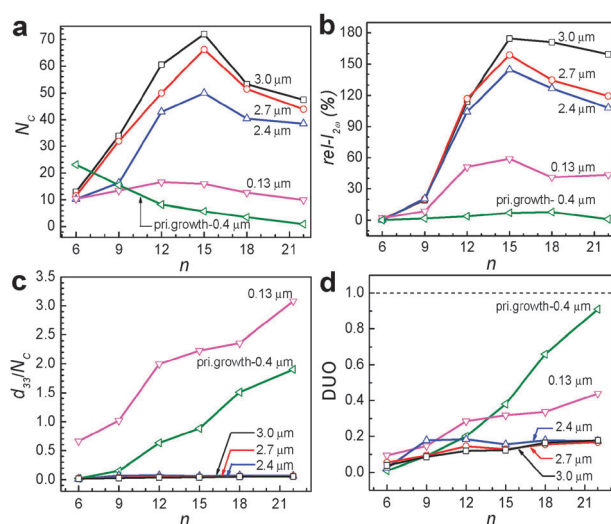 a
70
60
50
40
30
20
10
0
N_c
6 9 12 15 18 21
n
3.0 μm
2.7 μm
2.4 μm
0.13 μm
pri.growth-0.4 μm
b
180
150
120
90
60
30
0
rel-I_2ω (%)
6 9 12 15 18 21
n
3.0 μm
2.7 μm
2.4 μm
0.13 μm
pri.growth- 0.4 μm
c
3.5
3.0
2.5
2.0
1.5
1.0
0.5
0.0
d_33/N_c
6 9 12 15 18 21
n
0.13 μm
pri.growth-0.4 μm
3.0 μm
2.7 μm
2.4 μm
d
1.0
0.8
0.6
0.4
0.2
0.0
DUO
6 9 12 15 18 21
n
pri.growth-0.4 μm
0.13 μm
2.4 μm
2.7 μm
3.0 μm